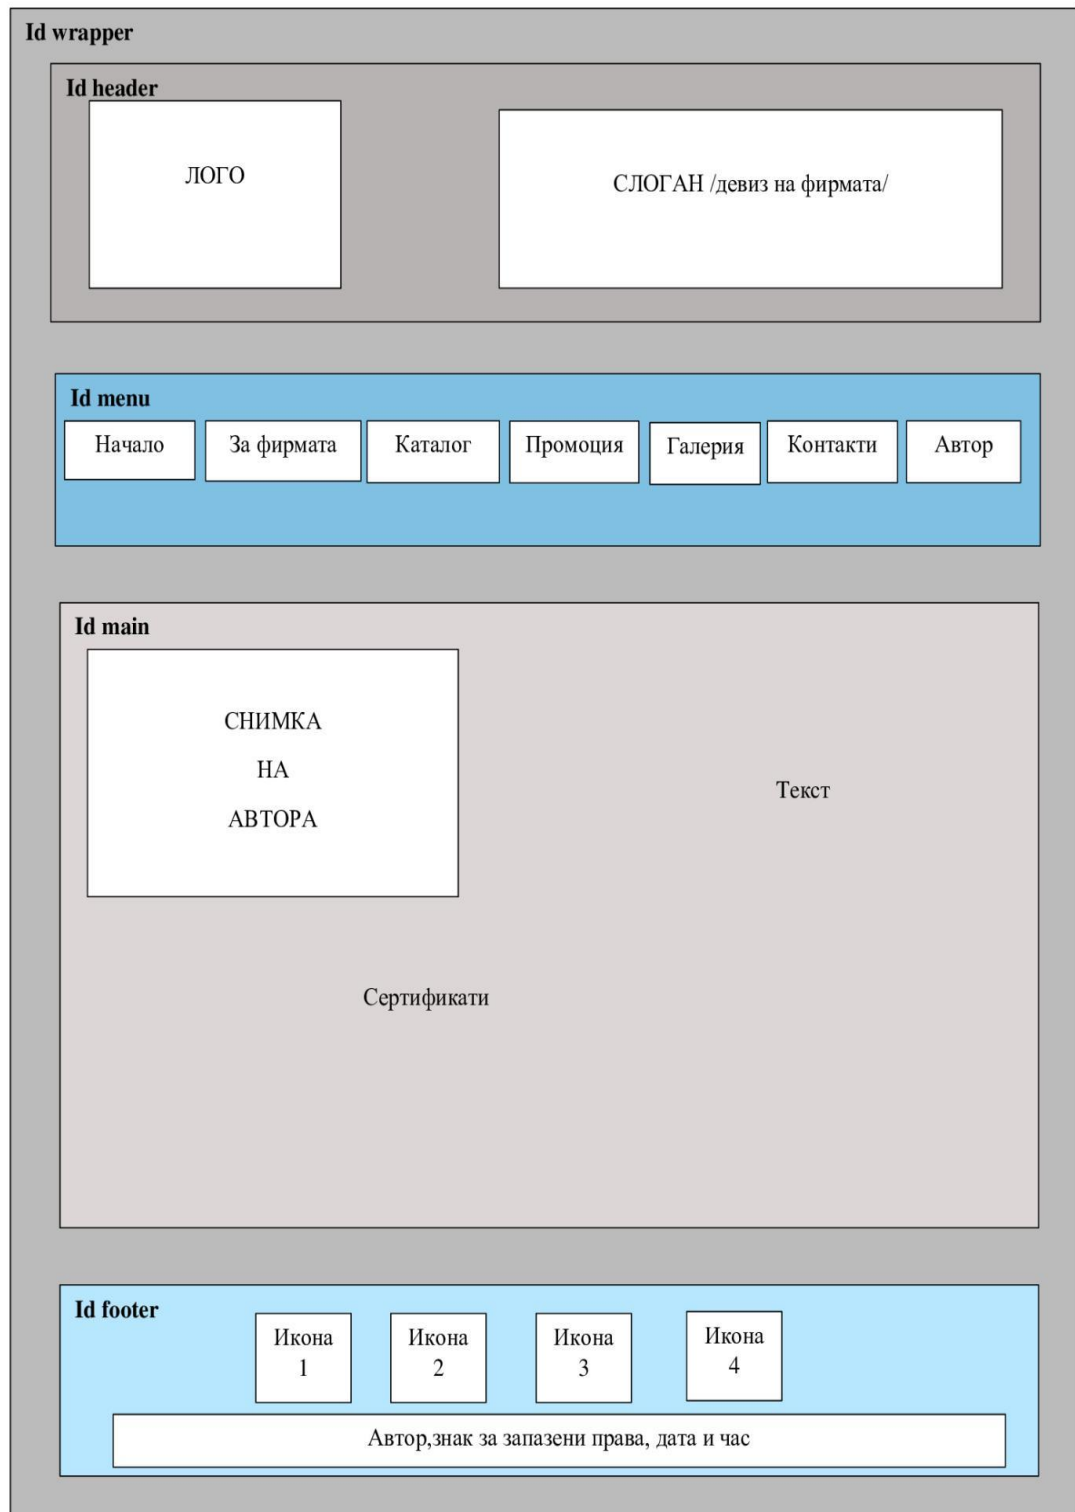 Id wrapper
Id header
ЛОГО
СЛОГАН /девиз на фирмата/
Id menu
Начало
За фирмата
Каталог
Промоция
Галерия
Контакти
Автор
Id main
СНИМКА
НА
АВТОРА
Текст
Сертификати
Id footer
Икона
1
Икона
2
Икона
3
Икона
4
Автор,знак за запазени права, дата и час